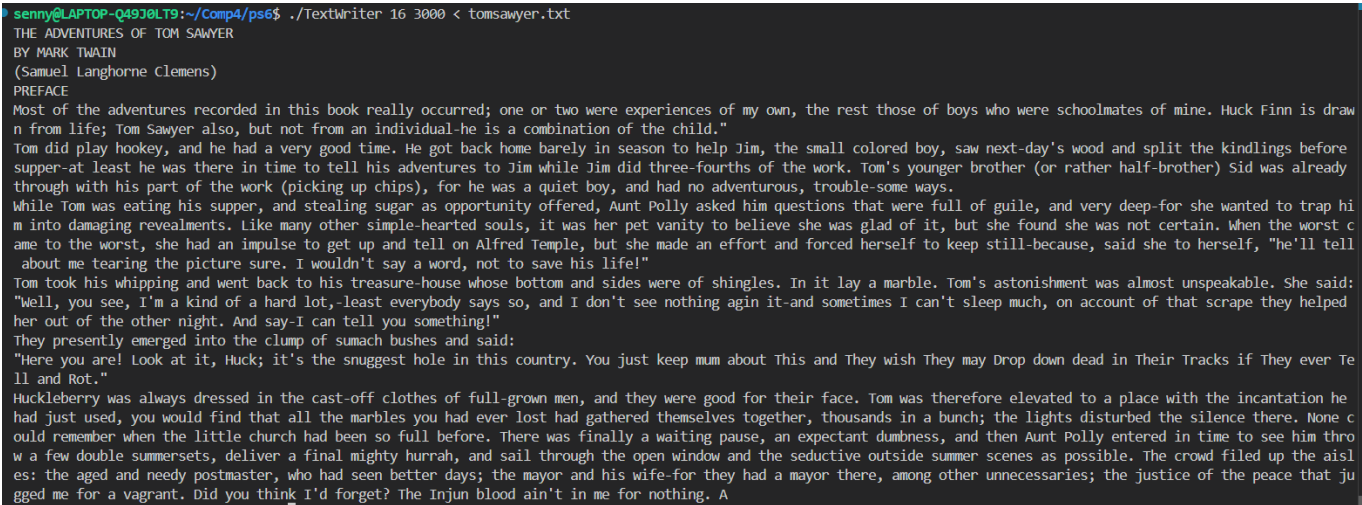 senny@LAPTOP-Q49J0LT9:~/Comp4/ps6$ ./TextWriter 16 3000 < tomsawyer.txt
THE ADVENTURES OF TOM SAWYER
BY MARK TWAIN
(Samuel Langhorne Clemens)
PREFACE
Most of the adventures recorded in this book really occurred; one or two were experiences of my own, the rest those of boys who were schoolmates of mine. Huck Finn is draw
n from life; Tom Sawyer also, but not from an individual-he is a combination of the child."
Tom did play hookey, and he had a very good time. He got back home barely in season to help Jim, the small colored boy, saw next-day's wood and split the kindlings before
supper-at least he was there in time to tell his adventures to Jim while Jim did three-fourths of the work. Tom's younger brother (or rather half-brother) Sid was already
through with his part of the work (picking up chips), for he was a quiet boy, and had no adventurous, trouble-some ways.
While Tom was eating his supper, and stealing sugar as opportunity offered, Aunt Polly asked him questions that were full of guile, and very deep-for she wanted to trap hi
m into damaging revealments. Like many other simple-hearted souls, it was her pet vanity to believe she was glad of it, but she found she was not certain. When the worst c
ame to the worst, she had an impulse to get up and tell on Alfred Temple, but she made an effort and forced herself to keep still-because, said she to herself, "he'll tell
about me tearing the picture sure. I wouldn't say a word, not to save his life!"
Tom took his whipping and went back to his treasure-house whose bottom and sides were of shingles. In it lay a marble. Tom's astonishment was almost unspeakable. She said:
"Well, you see, I'm a kind of a hard lot,-least everybody says so, and I don't see nothing agin it-and sometimes I can't sleep much, on account of that scrape they helped
her out of the other night. And say-I can tell you something!"
They presently emerged into the clump of sumach bushes and said:
"Here you are! Look at it, Huck; it's the snuggest hole in this country. You just keep mum about This and They wish They may Drop down dead in Their Tracks if They ever Te
ll and Rot."
Huckleberry was always dressed in the cast-off clothes of full-grown men, and they were good for their face. Tom was therefore elevated to a place with the incantation he
had just used, you would find that all the marbles you had ever lost had gathered themselves together, thousands in a bunch; the lights disturbed the silence there. None c
ould remember when the little church had been so full before. There was finally a waiting pause, an expectant dumbness, and then Aunt Polly entered in time to see him thro
w a few double summersets, deliver a final mighty hurrah, and sail through the open window and the seductive outside summer scenes as possible. The crowd filed up the aisl
es: the aged and needy postmaster, who had seen better days; the mayor and his wife-for they had a mayor there, among other unnecessaries; the justice of the peace that ju
gged me for a vagrant. Did you think I'd forget? The Injun blood ain't in me for nothing. A